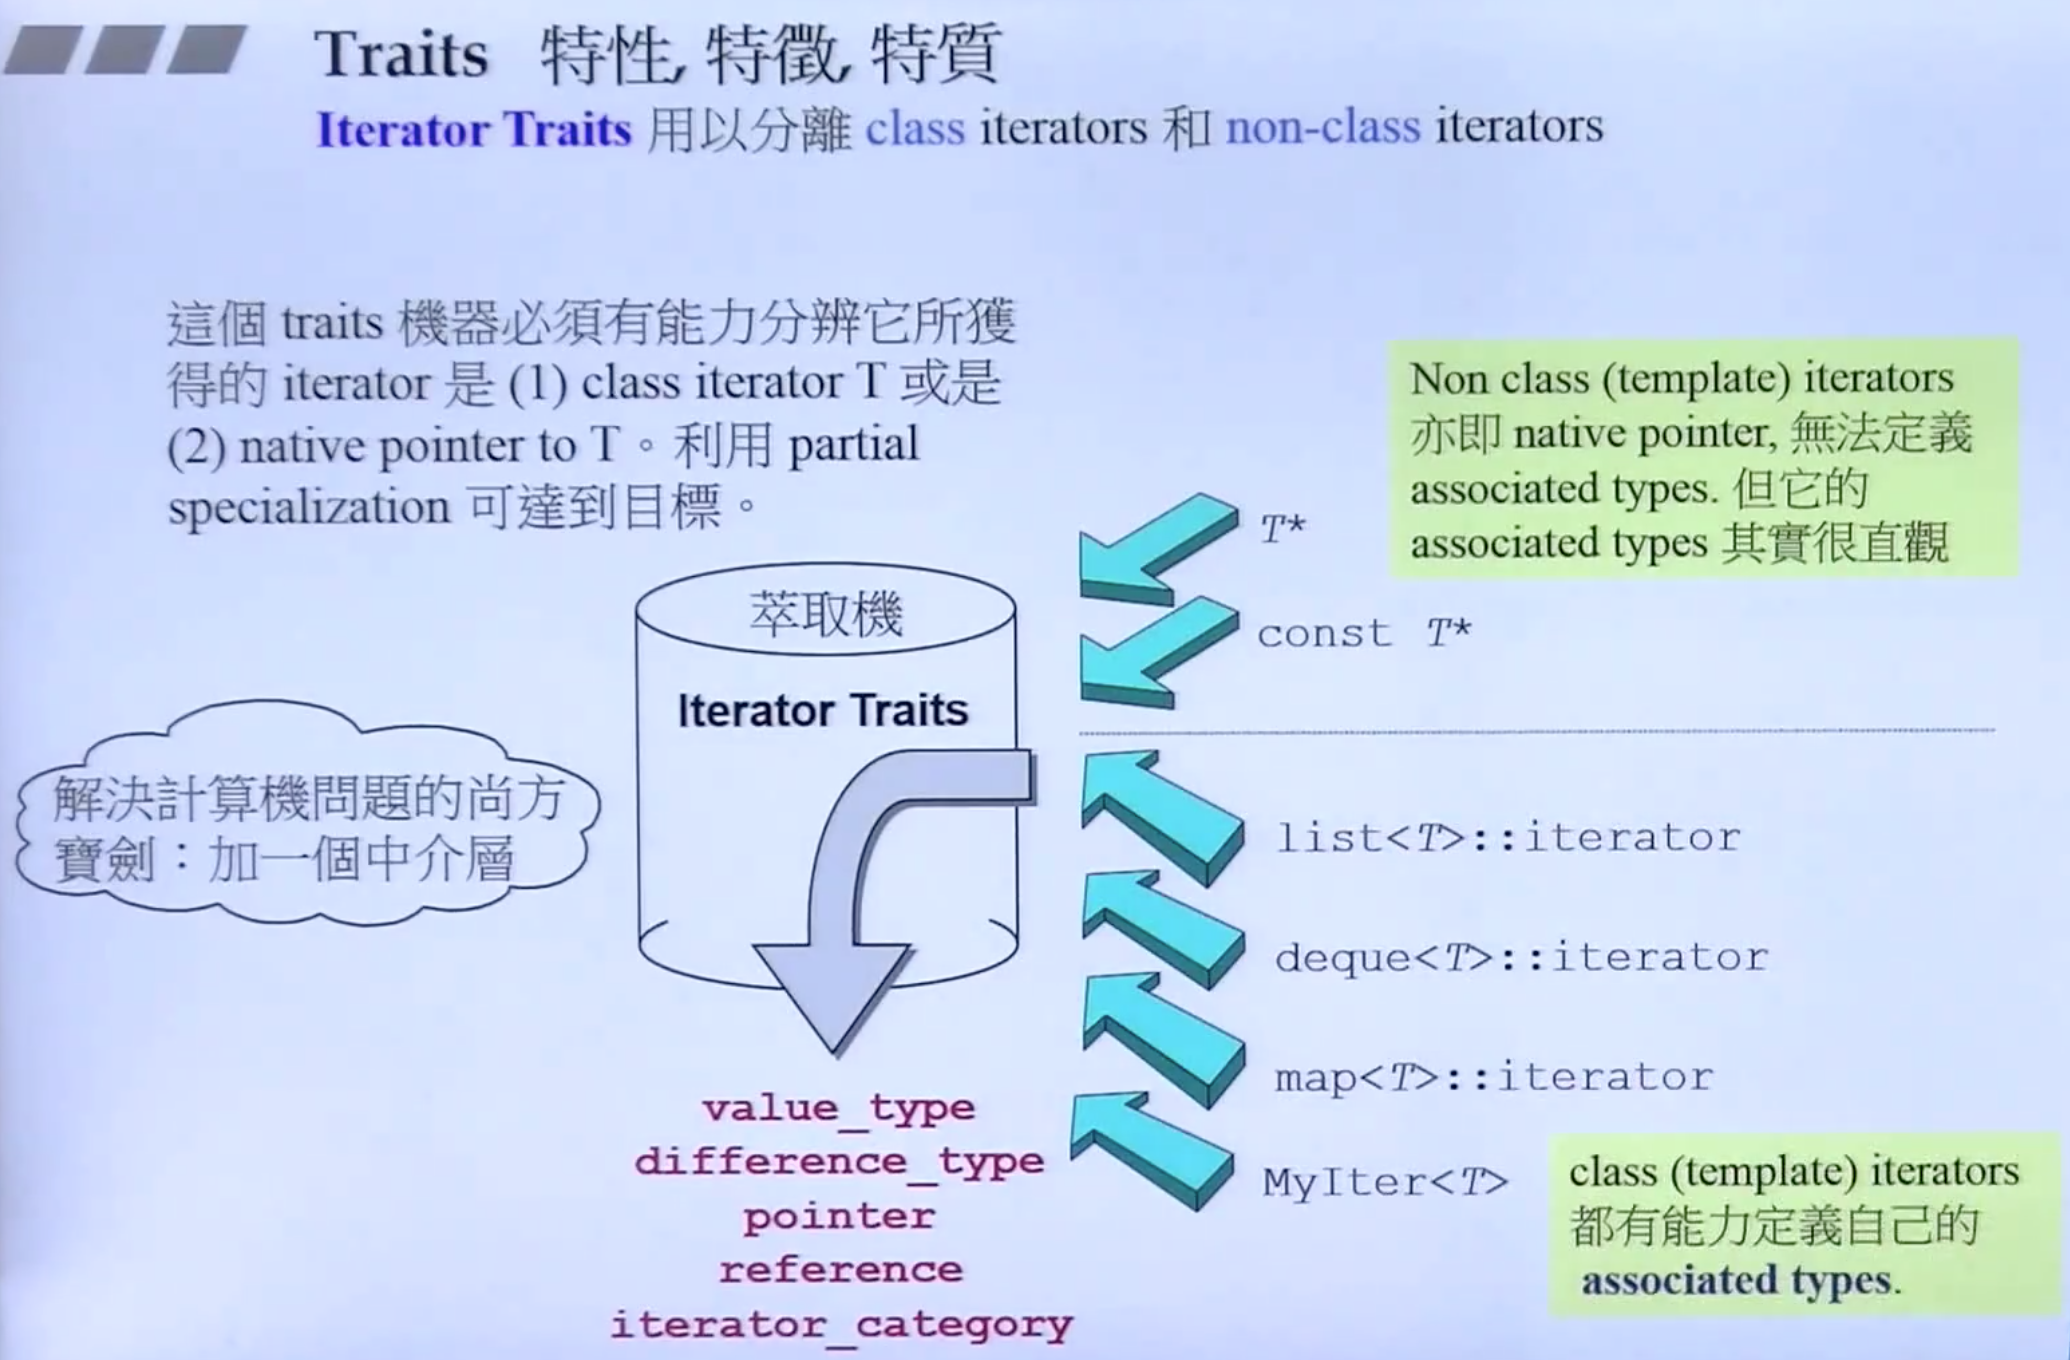 Traits 特性, 特徵, 特質
Iterator Traits 用以分離 class iterators 和 non-class iterators
這個 traits 機器必須有能力分辨它所獲
得的 iterator 是 (1) class iterator T 或是
(2) native pointer to T。利用 partial
specialization 可達到目標。
Non class (template) iterators
亦即 native pointer, 無法定義
associated types. 但它的
associated types 其實很直觀
T*
const T*
萃取機
Iterator Traits
解決計算機問題的尚方
寶劍：加一個中介層
list<T>::iterator
deque<T>::iterator
map<T>::iterator
MyIter<T>
value_type
difference_type
pointer
reference
iterator_category
class (template) iterators
都有能力定義自己的
associated types.